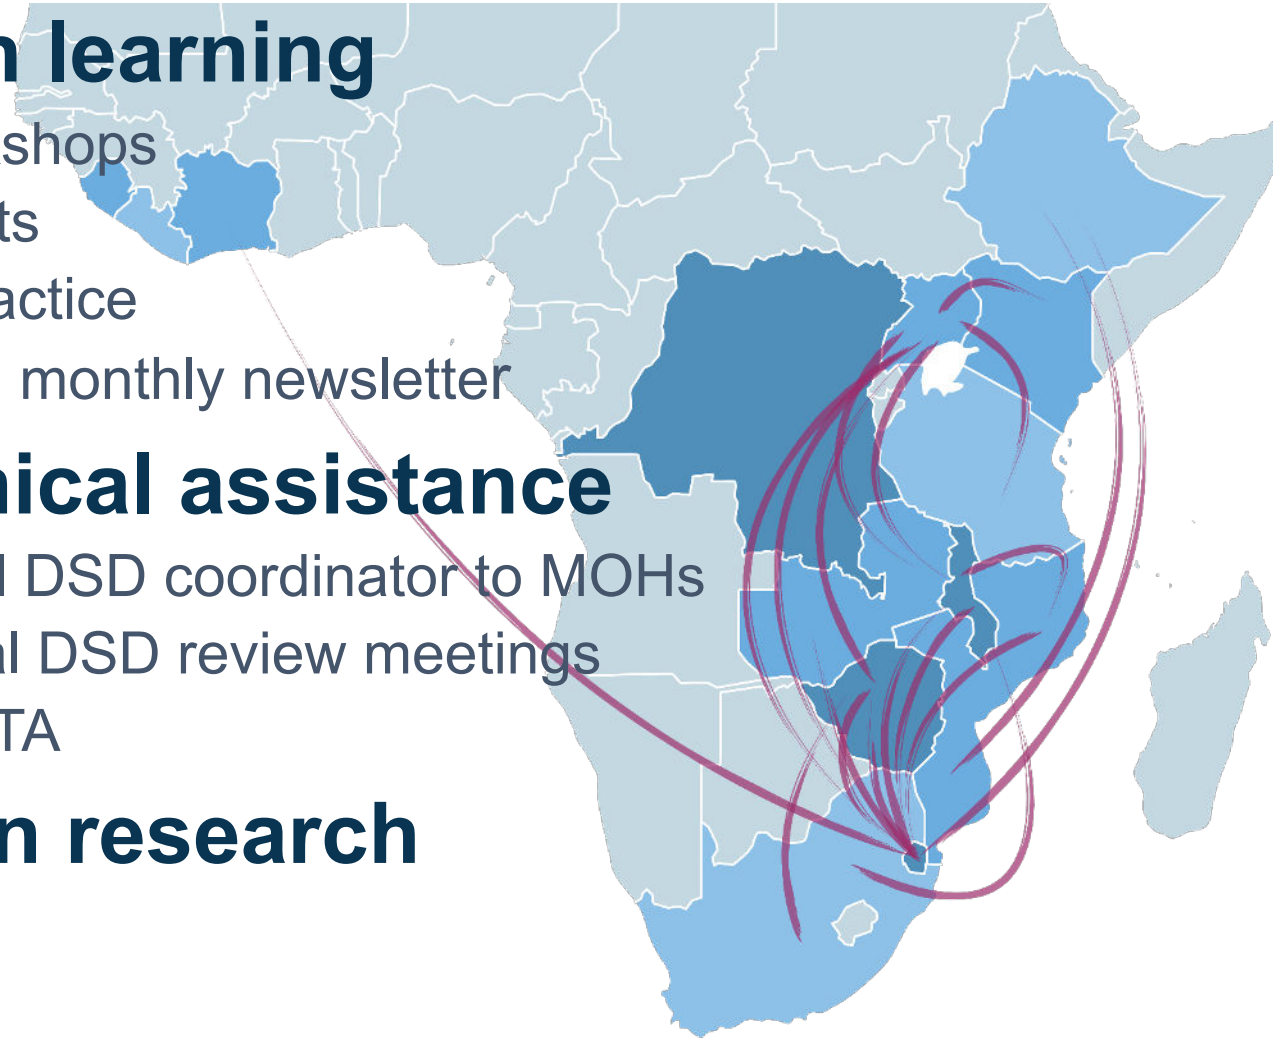 n learning
shops
ts
actice
monthly newsletter
nical assistance
l DSD coordinator to MOHs
al DSD review meetings
TA
n research